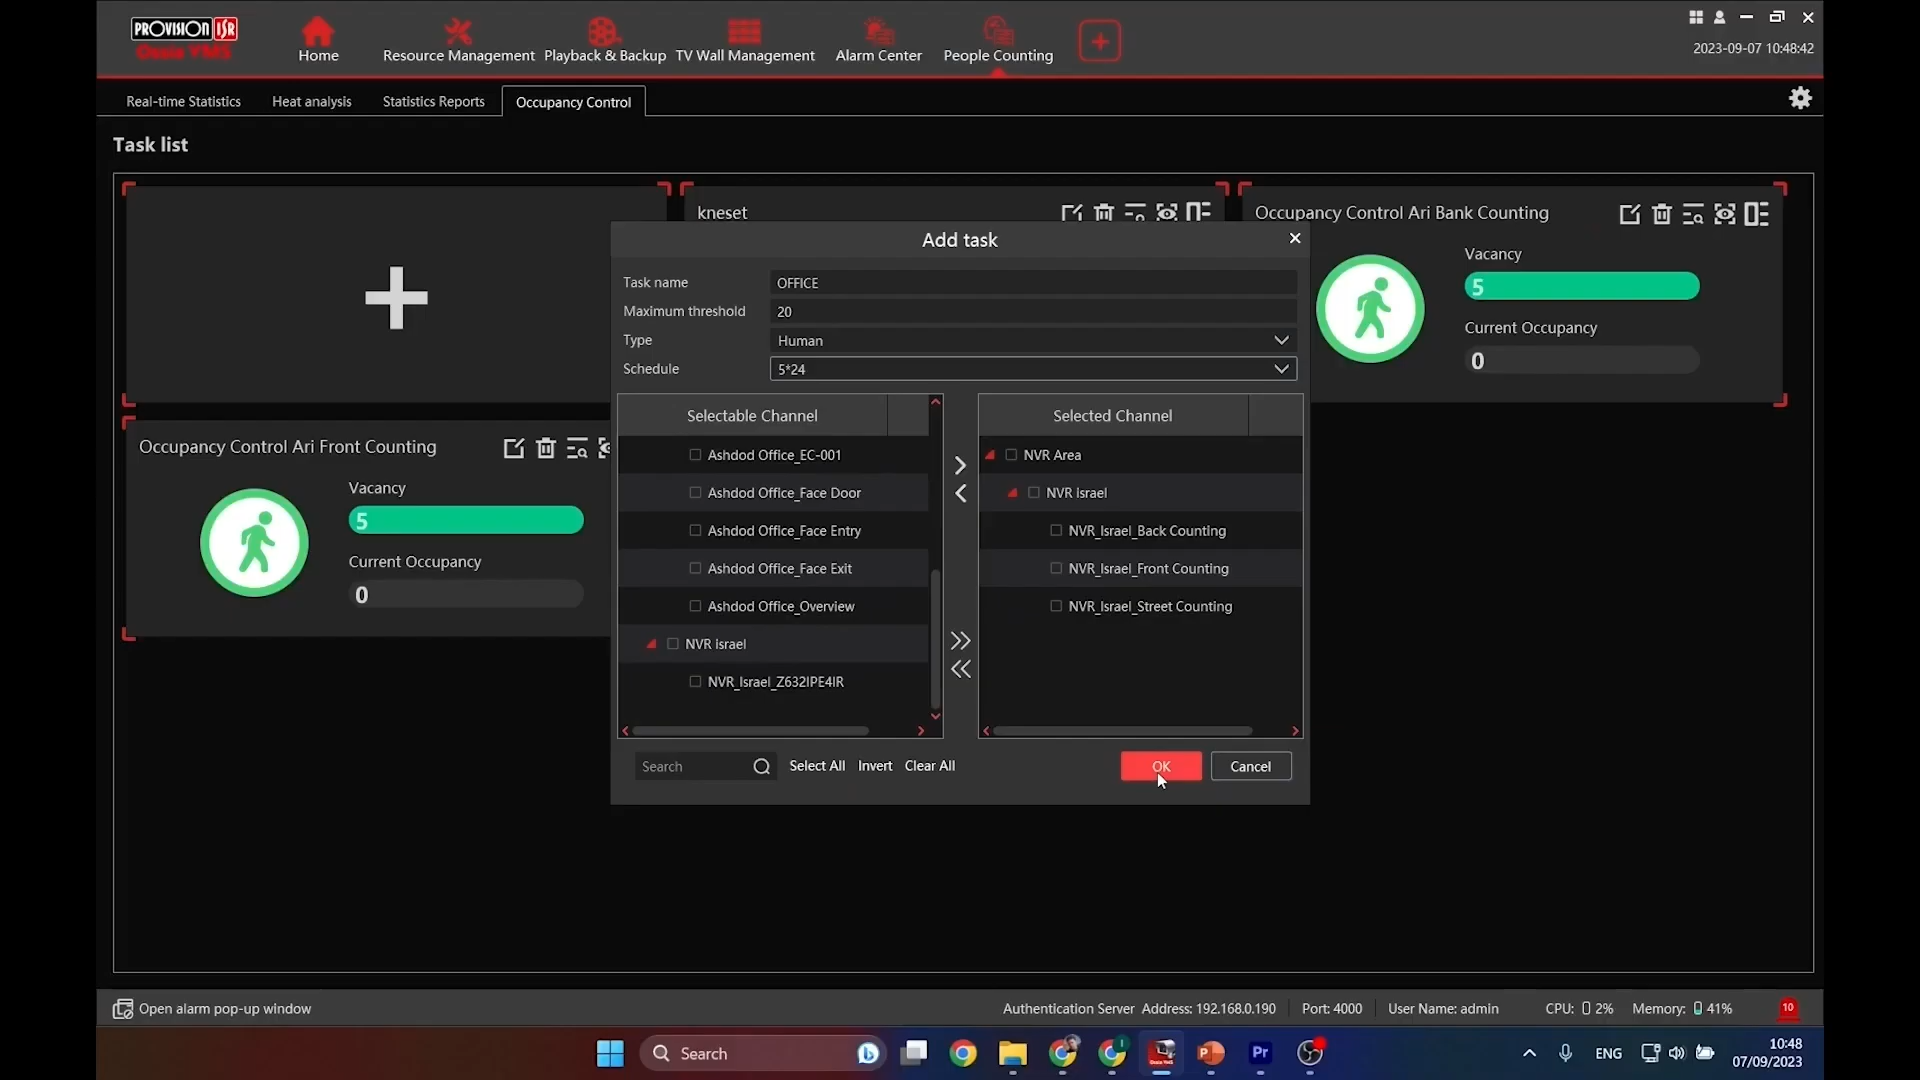 PROVISION ISR
Ossia VMS
Home
Resource Management
Playback & Backup
TV Wall Management
Alarm Center
People Counting
2023-09-07 10:48:42
Real-time Statistics
Heat analysis
Statistics Reports
Occupancy Control
Task list
kneset
Occupancy Control Ari Bank Counting
Vacancy
5
Current Occupancy
0
Occupancy Control Ari Front Counting
Vacancy
5
Current Occupancy
0
Add task
Task name OFFICE
Maximum threshold 20
Type Human
Schedule 5*24
Selectable Channel
Ashdod Office_EC-001
Ashdod Office_Face Door
Ashdod Office_Face Entry
Ashdod Office_Face Exit
Ashdod Office_Overview
NVR Israel
NVR_Israel_Z632IPE4IR
Selected Channel
NVR Area
NVR Israel
NVR_Israel_Back Counting
NVR_Israel_Front Counting
NVR_Israel_Street Counting
Search
Select All
Invert
Clear All
OK
Cancel
Open alarm pop-up window
Authentication Server Address: 192.168.0.190
Port: 4000
User Name: admin
CPU: 2%
Memory: 41%
10
Search
Pr
ENG
10:48
07/09/2023